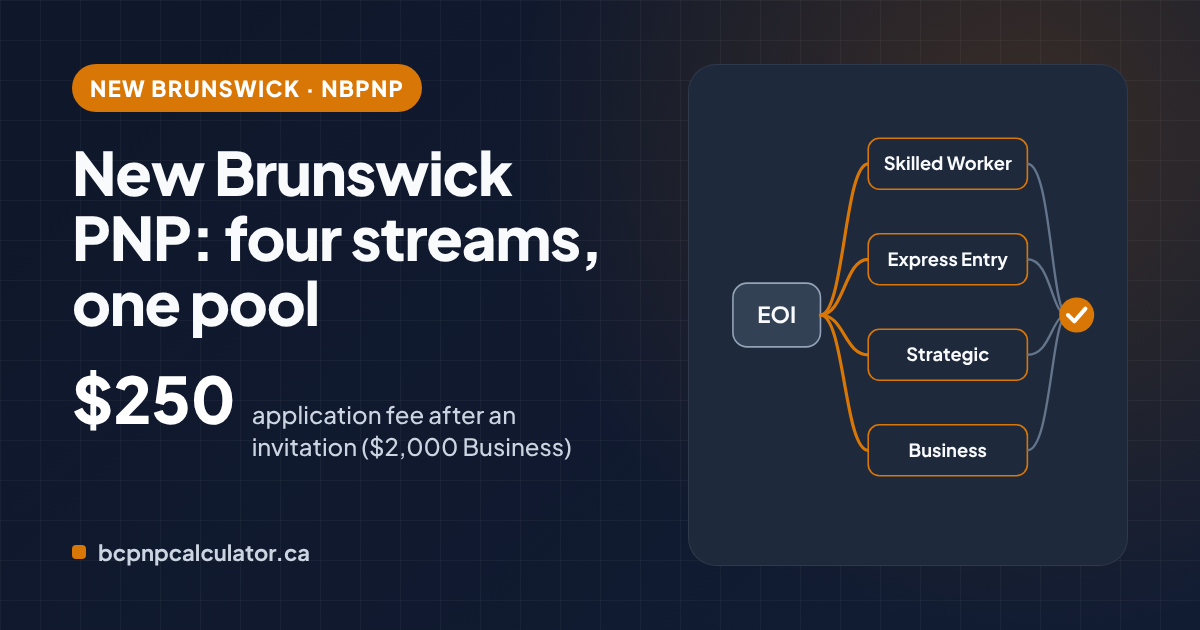 NEW BRUNSWICK · NBPNP
New Brunswick
PNP: four streams,
one pool
$250
application fee after an
invitation ($2,000 Business)
bcpnpcalculator.ca
EOI
Skilled Worker
Express Entry
Strategic
Business